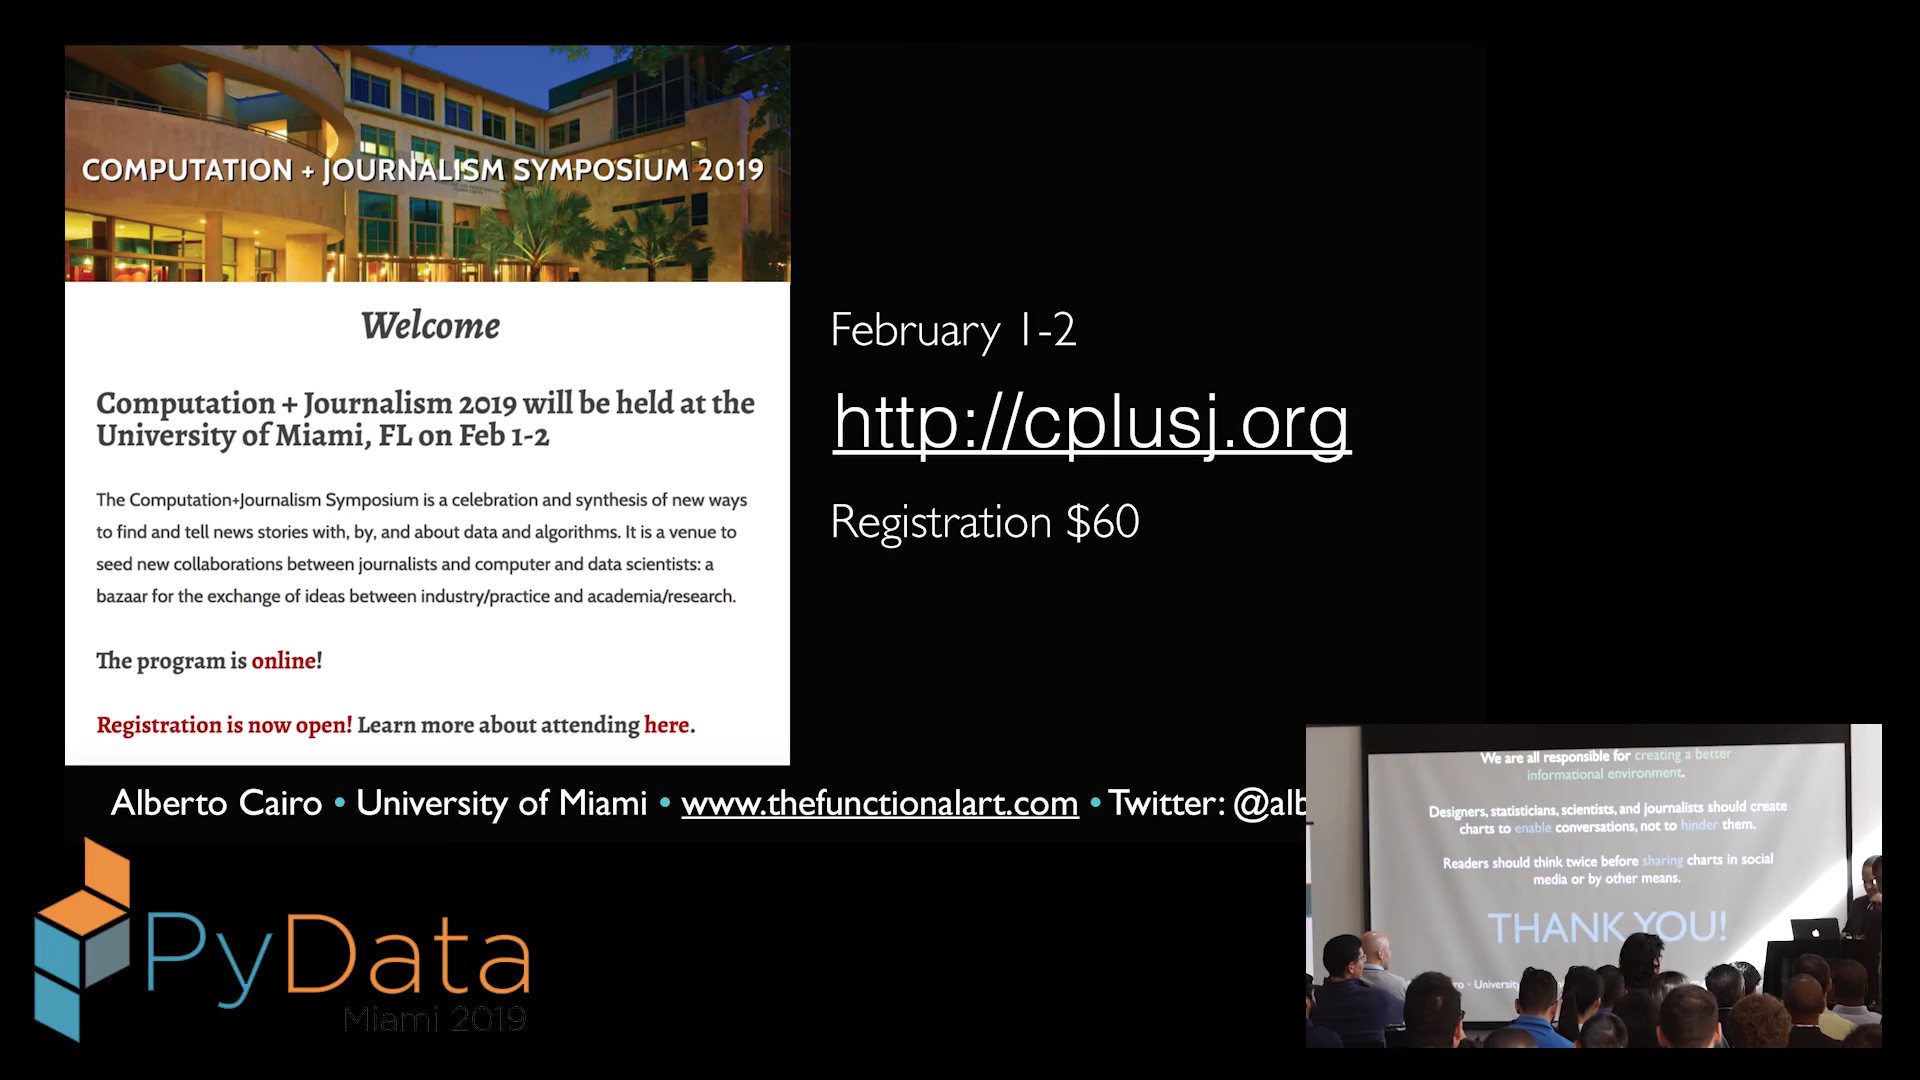 COMPUTATION + JOURNALISM SYMPOSIUM 2019
Welcome
Computation + Journalism 2019 will be held at the
University of Miami, FL on Feb 1-2
The Computation+Journalism Symposium is a celebration and synthesis of new ways
to find and tell news stories with, by, and about data and algorithms. It is a venue to
seed new collaborations between journalists and computer and data scientists: a
bazaar for the exchange of ideas between industry/practice and academia/research.
The program is online!
Registration is now open! Learn more about attending here.
February 1-2
http://cplusj.org
Registration $60
Alberto Cairo • University of Miami • www.thefunctionalart.com • Twitter: @alb
PyData
Miami 2019
We are all responsible for creating a better
informational environment.
Designers, statisticians, scientists, and journalists should create
charts to enable conversations, not to hinder them.
Readers should think twice before sharing charts in social
media or by other means.
THANK YOU!